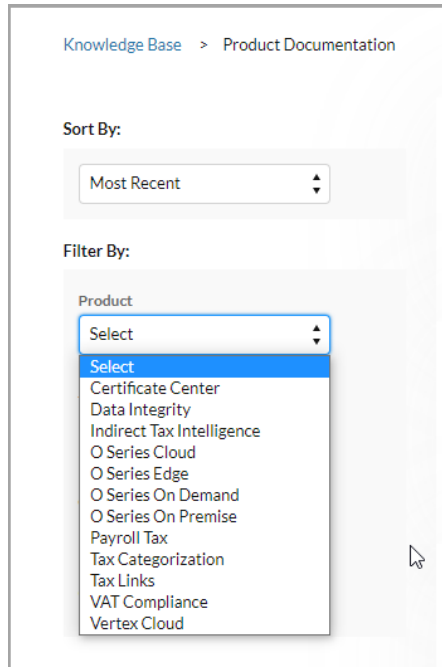 Knowledge Base > Product Documentation
Sort By:
Most Recent
Filter By:
Product
Select
Select
Certificate Center
Data Integrity
Indirect Tax Intelligence
O Series Cloud
O Series Edge
O Series On Demand
O Series On Premise
Payroll Tax
Tax Categorization
Tax Links
VAT Compliance
Vertex Cloud